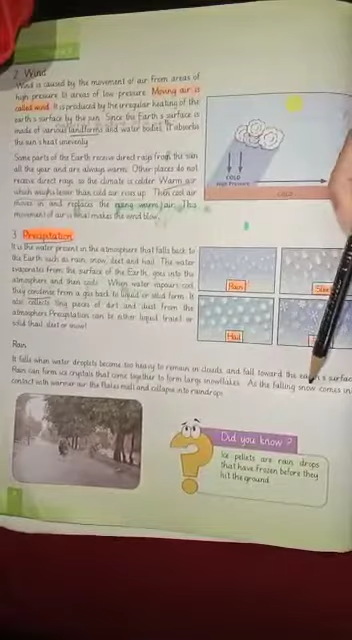 2 Wind
Wind is caused by the movement of air from areas of
high pressure to areas of low pressure. Moving air is
called wind. It is produced by the irregular heating of the
earth's surface by the sun. Since the Earth's surface is
made of various landforms and water bodies, it absorbs
the sun's heat unevenly.
Some parts of the Earth receive direct rays from the sun
all the year and are always warm. Other places do not
receive direct rays, so the climate is colder. Warm air
which weighs lesser than cold air rises up. Then cool air
moves in and replaces the rising warm air. This
movement of air is what makes the wind blow.
COLD
High Pressure
COLD
3 Precipitation
It is the water present in the atmosphere that falls back to
the Earth such as rain, snow, sleet and hail. The water
evaporates from the surface of the Earth, goes into the
atmosphere and then cools. When water vapours cool,
they condense from a gas back to liquid or solid form. It
also collects tiny pieces of dirt and dust from the
atmosphere. Precipitation can be either liquid (rain) or
solid (hail, sleet or snow).
Rain
Hail
Rain
It falls when water droplets become too heavy to remain in clouds and fall toward the earth's surface.
Rain can form ice crystals that come together to form large snowflakes. As the falling snow comes in
contact with warmer air the flakes melt and collapse into raindrops.
Did you know?
Ice pellets are rain drops
that have frozen before they
hit the ground.